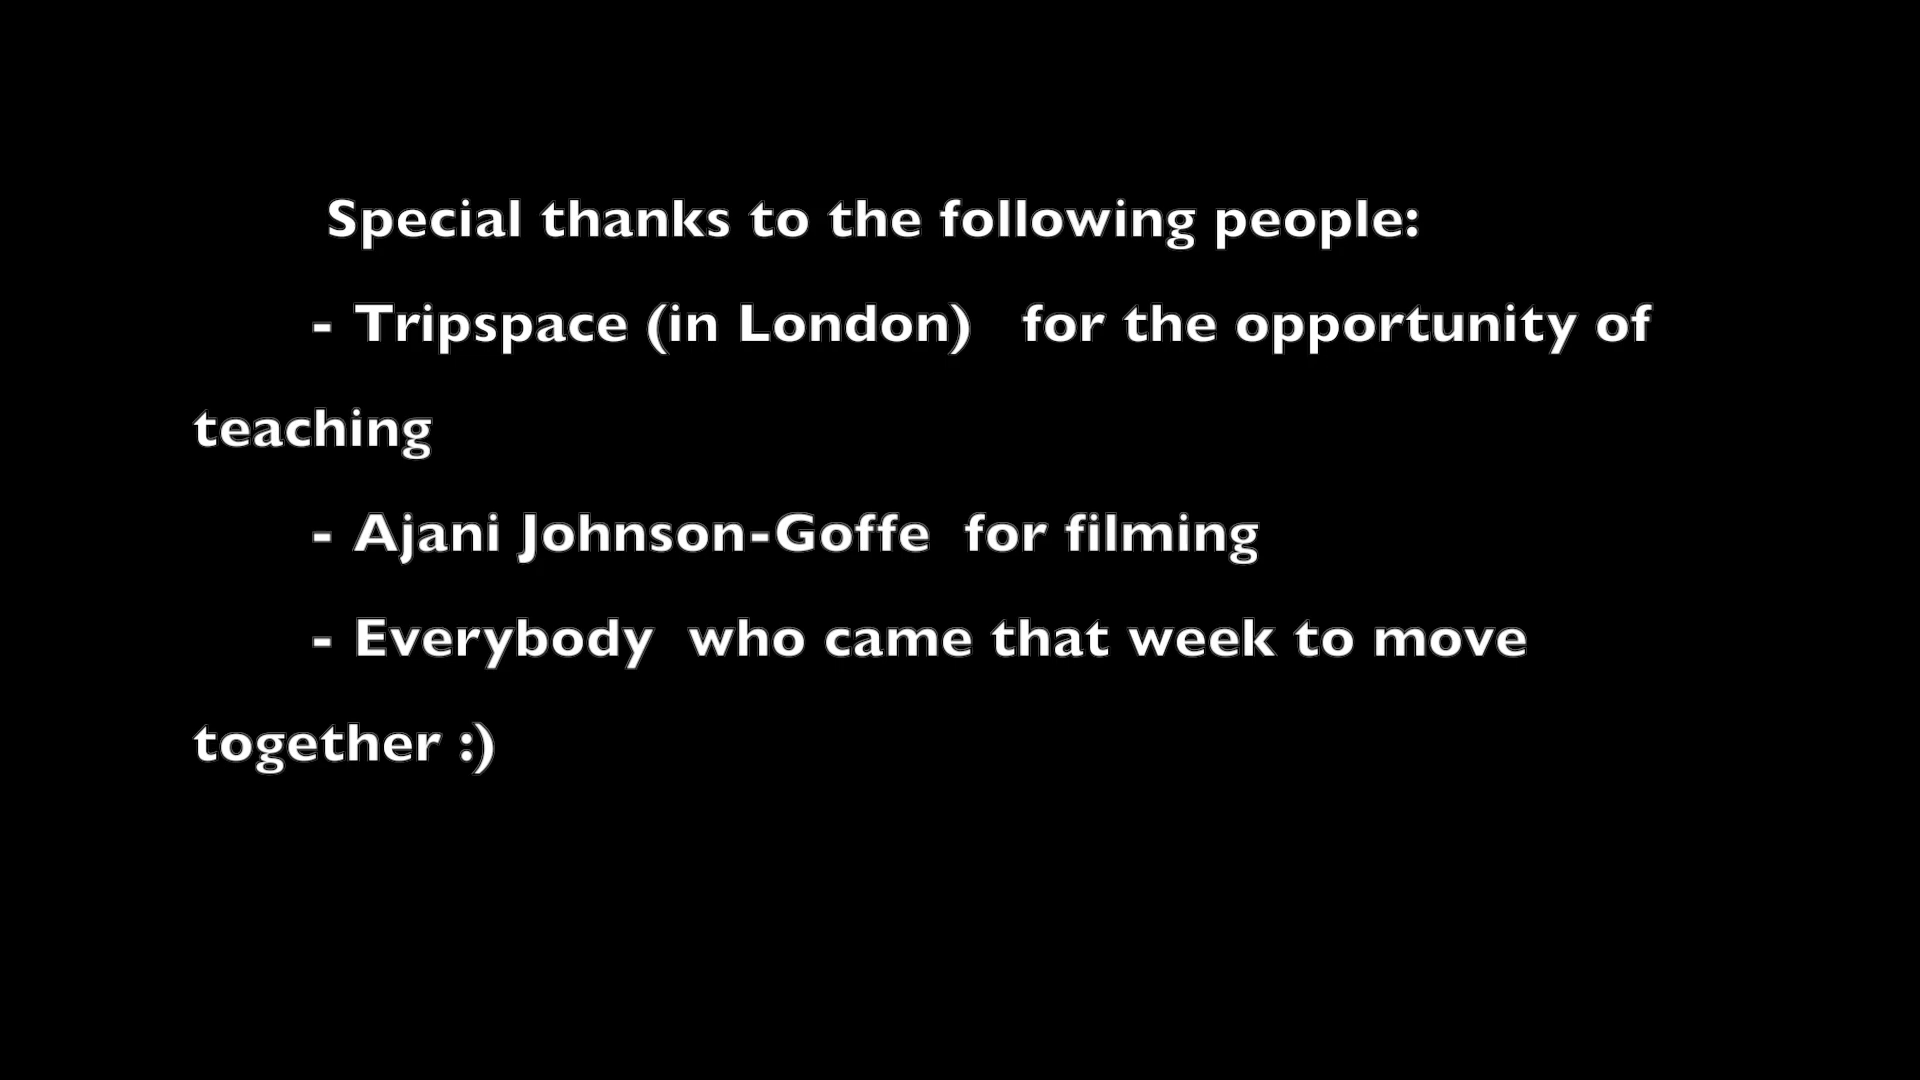 Special thanks to the following people:
- Tripspace (in London)   for the opportunity of
teaching
- Ajani Johnson-Goffe  for filming
- Everybody  who came that week to move
together :)